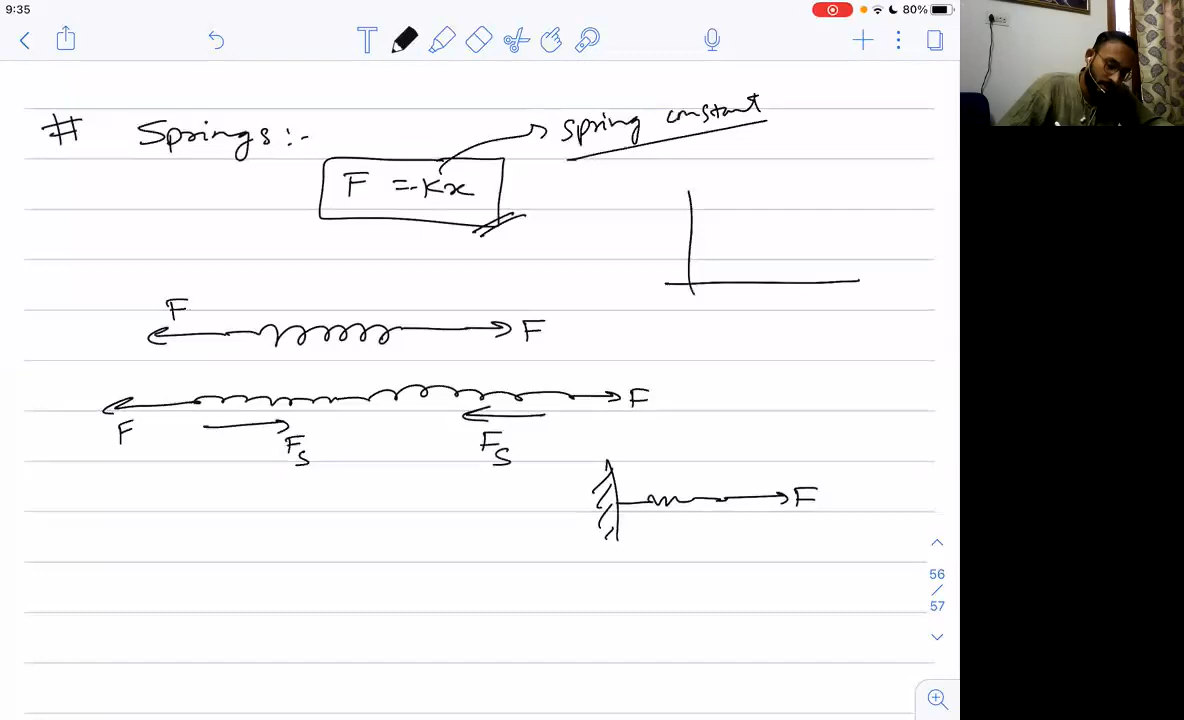 9:35
80%
T
# Springs :-
spring constant
F = -Kx
F
F
F
F
Fs
Fs
F
56
/
57